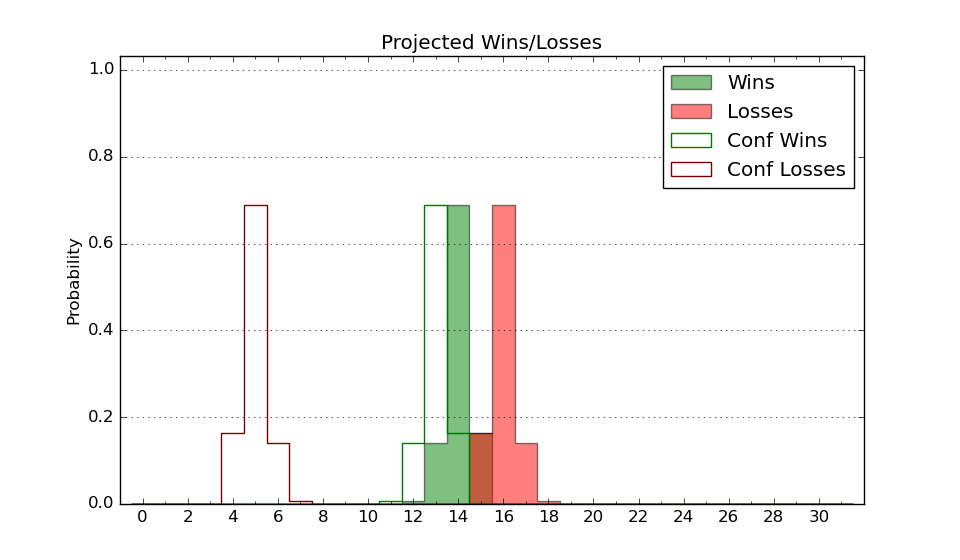 Projected Wins/Losses
1.0
0.8
0.6
0.4
0.2
0.0
Probability
Wins
Losses
Conf Wins
Conf Losses
0 2 4 6 8 10 12 14 16 18 20 22 24 26 28 30